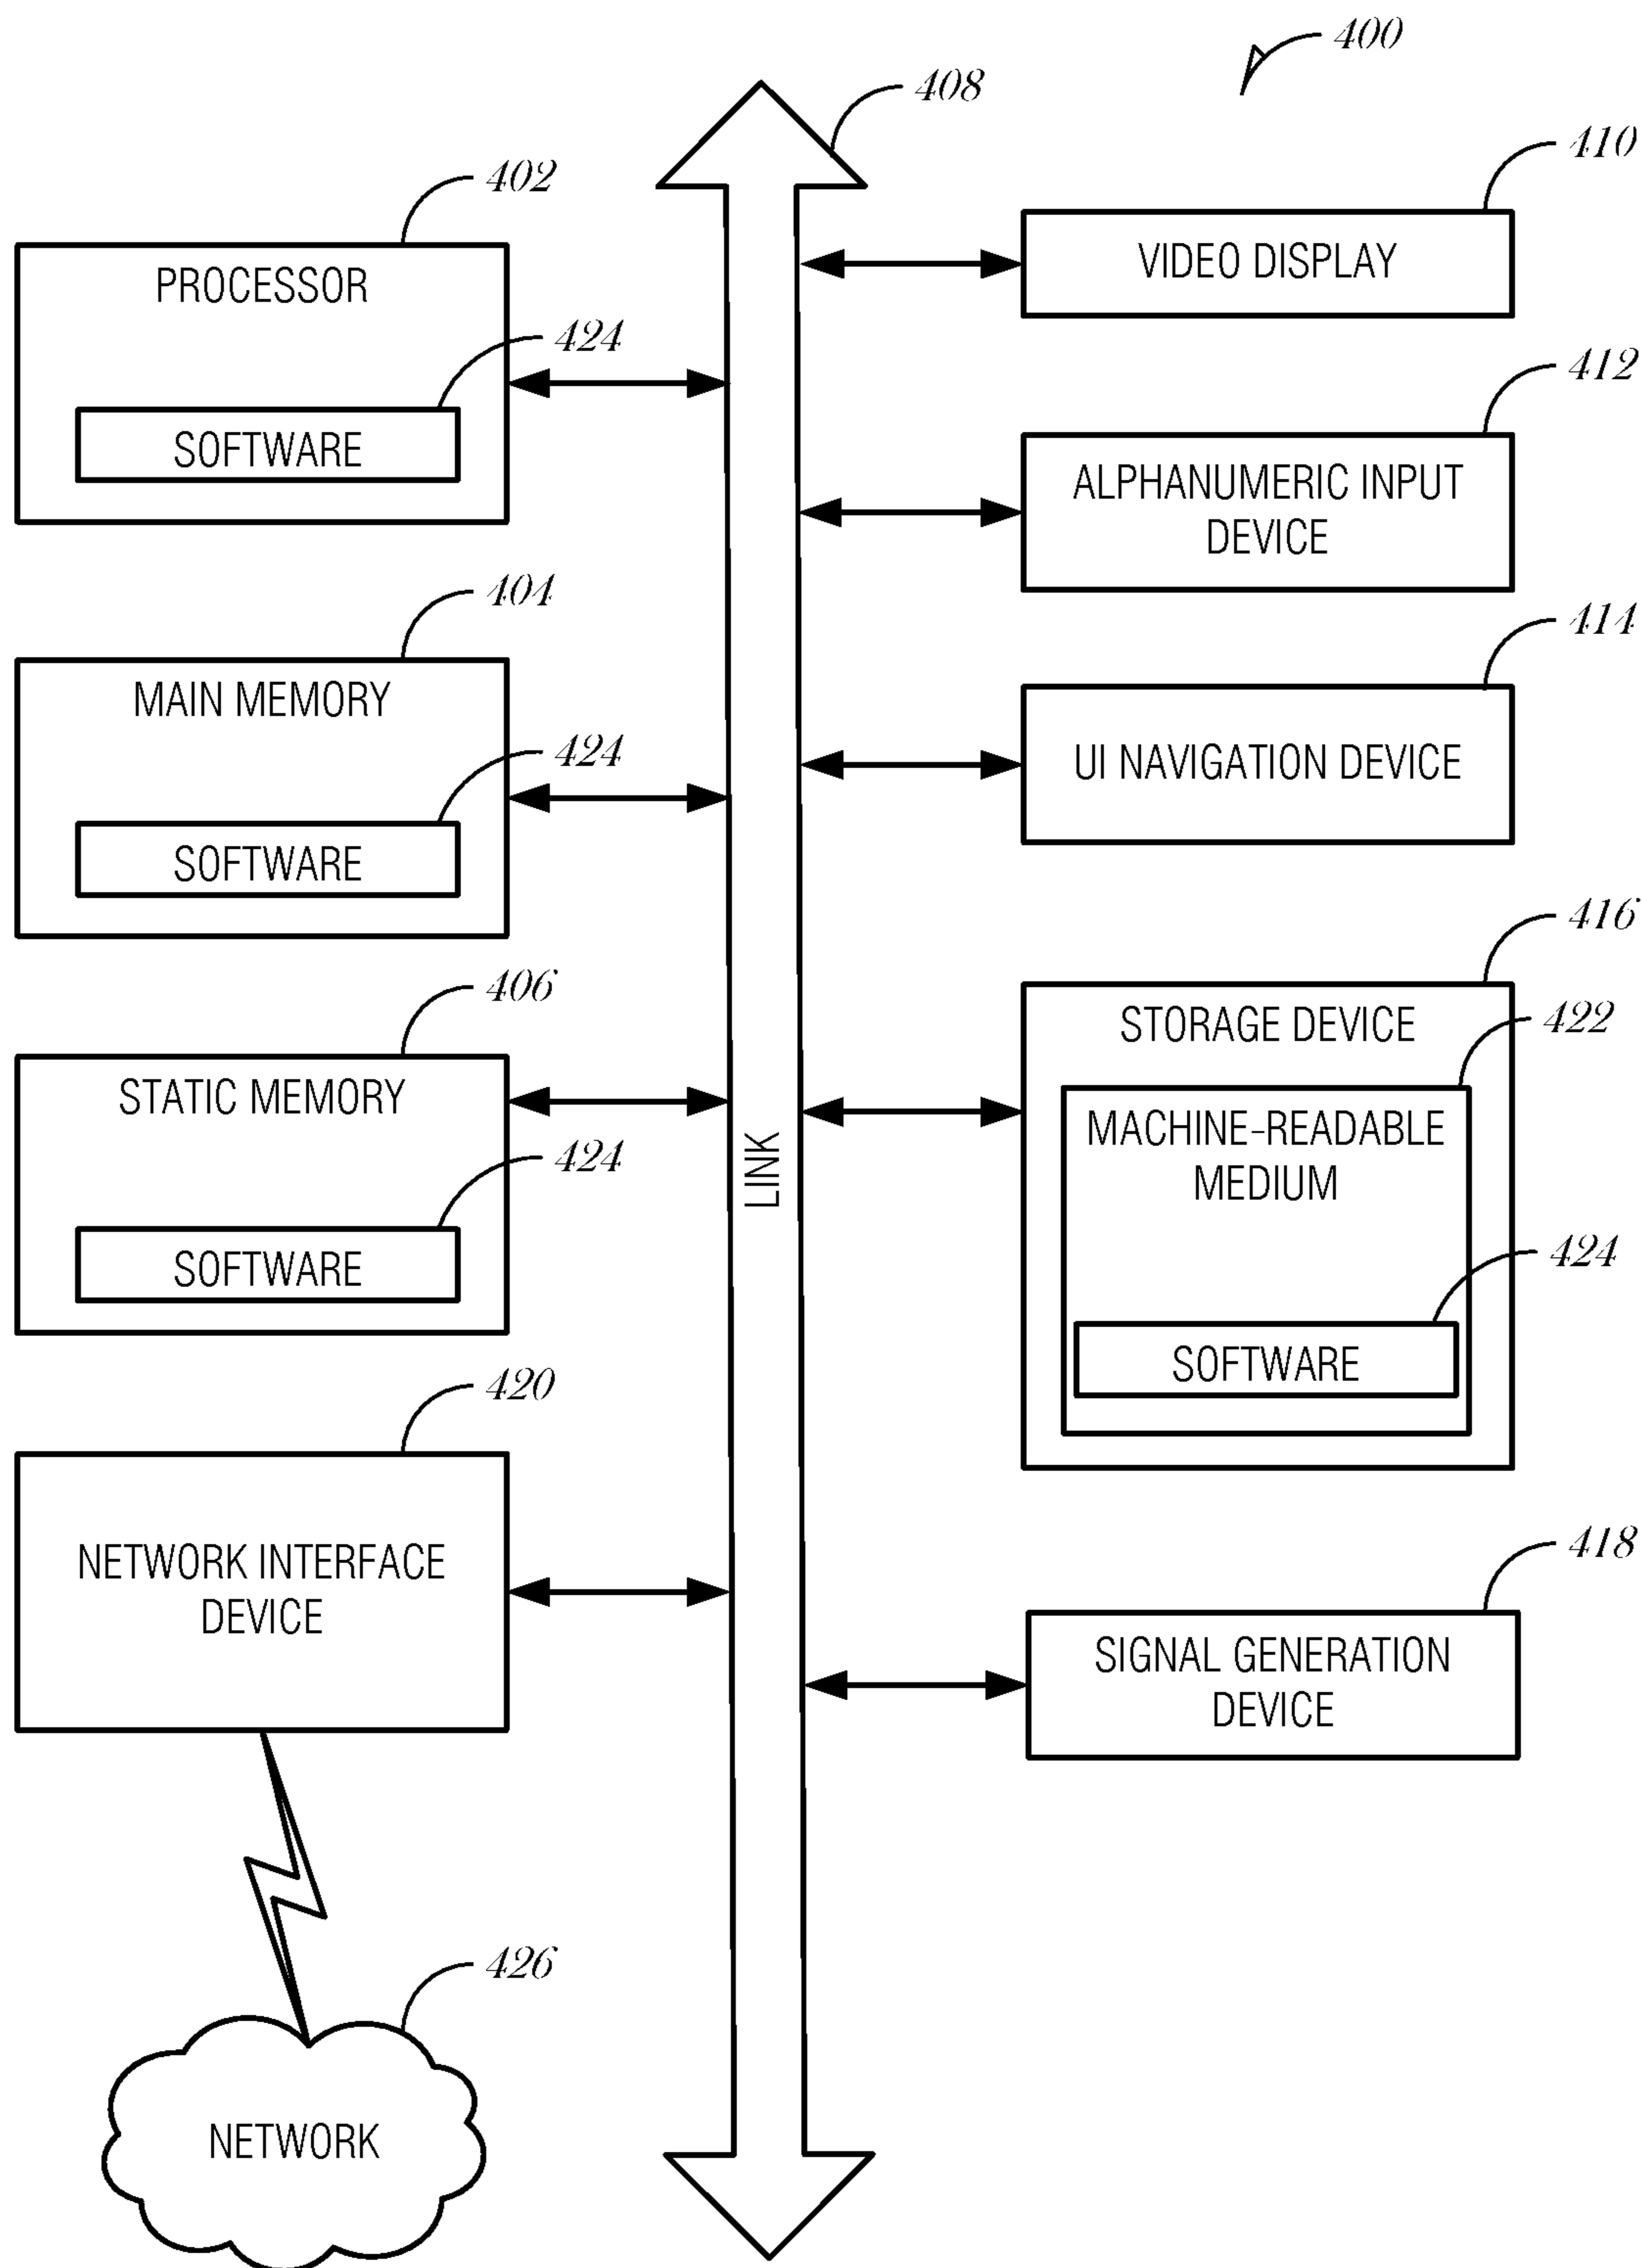 400
408
410
402
VIDEO DISPLAY
PROCESSOR
424
SOFTWARE
412
ALPHANUMERIC INPUT
DEVICE
404
MAIN MEMORY
424
SOFTWARE
414
UI NAVIGATION DEVICE
406
STATIC MEMORY
424
SOFTWARE
LINK
416
STORAGE DEVICE
422
MACHINE-READABLE
MEDIUM
424
SOFTWARE
420
NETWORK INTERFACE
DEVICE
418
SIGNAL GENERATION
DEVICE
426
NETWORK